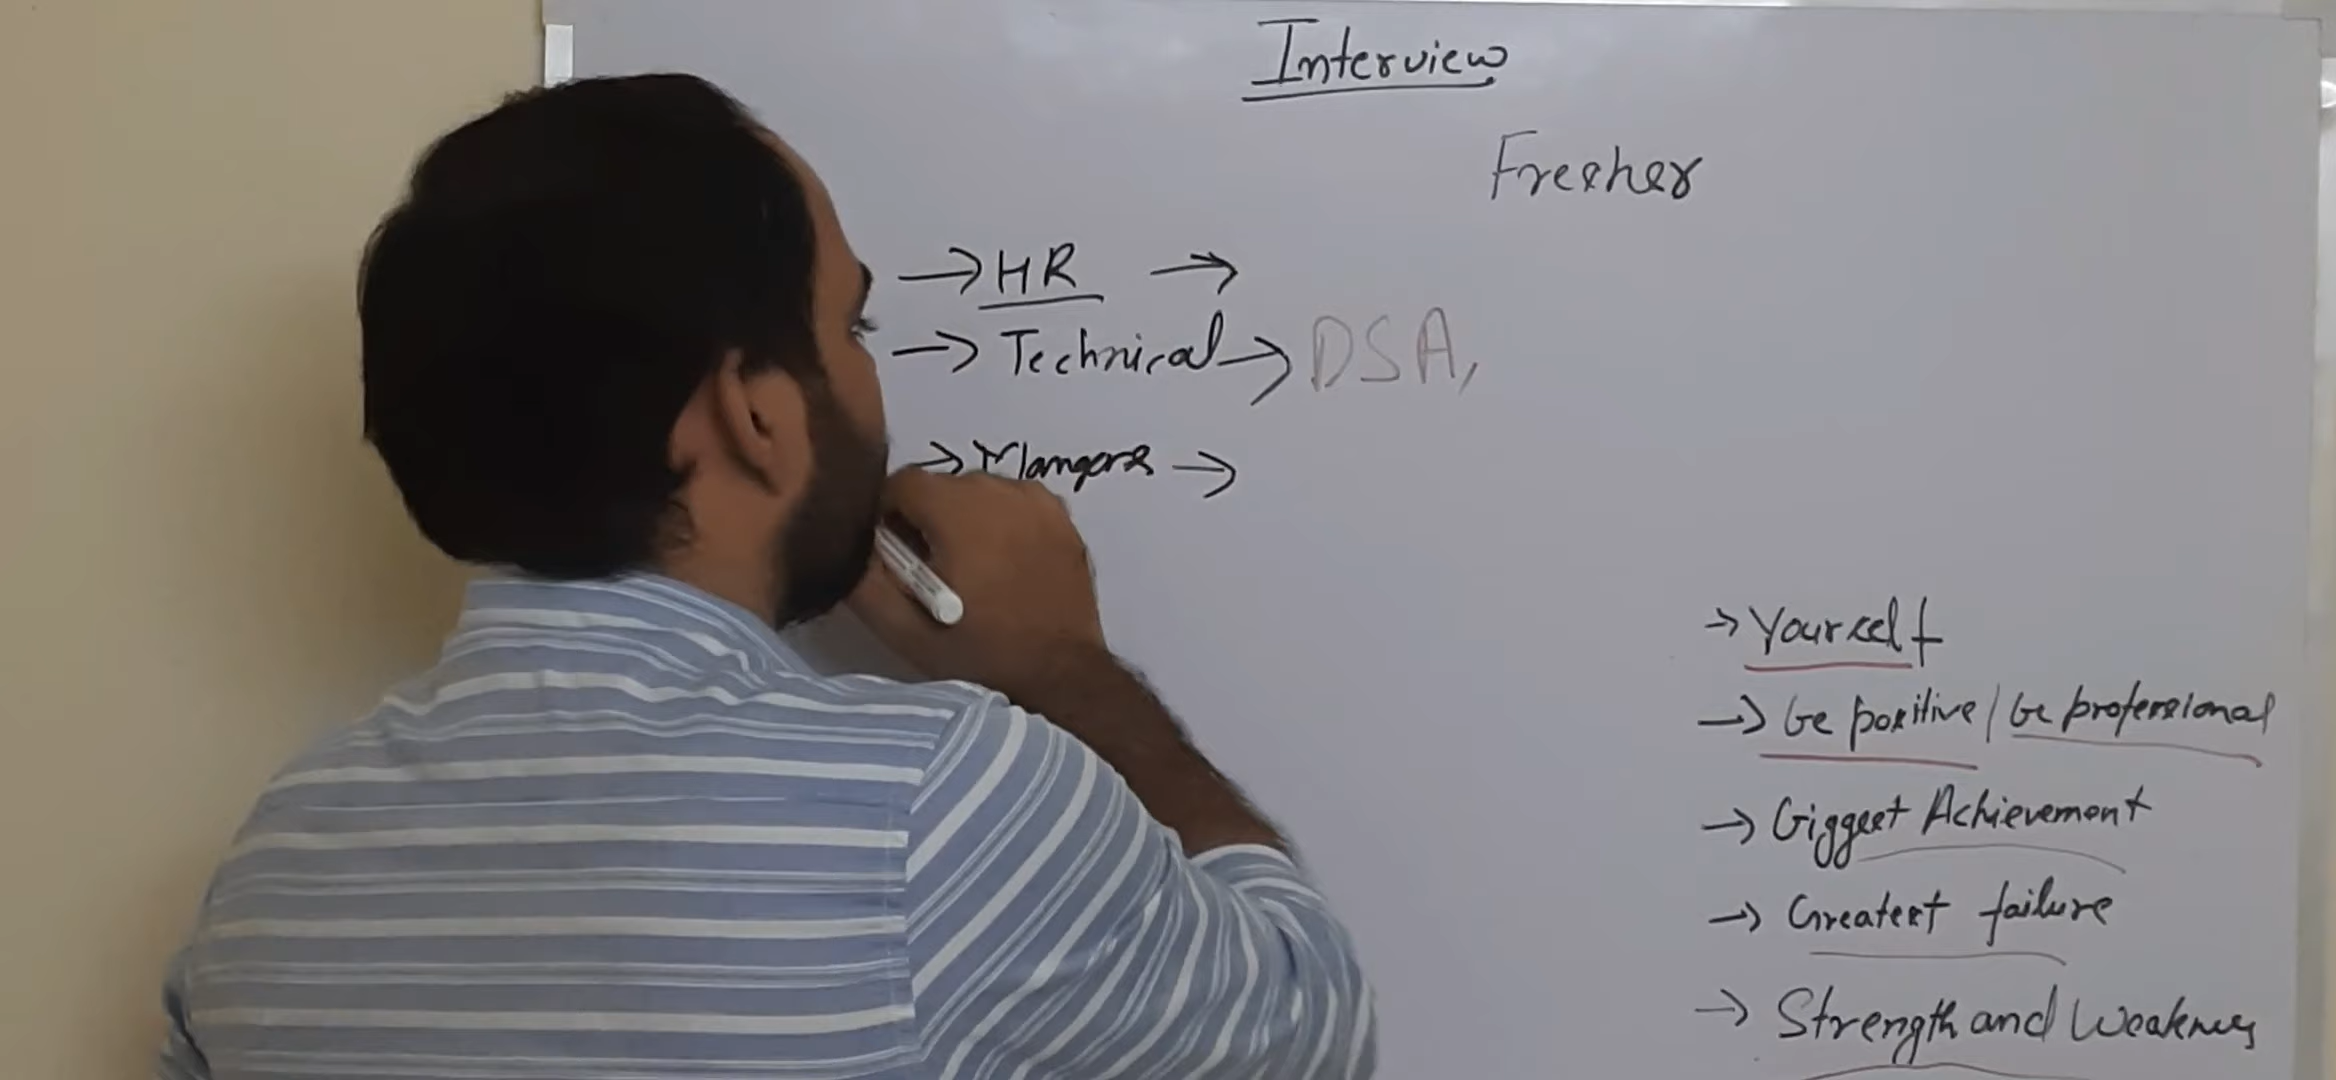 Interview
Fresher
→ HR →
→ Technical → DSA,
→ Mangers →
→ Yourself
→ Be positive / Be professional
→ Biggest Achievement
→ Greatest failure
→ Strength and Weakness